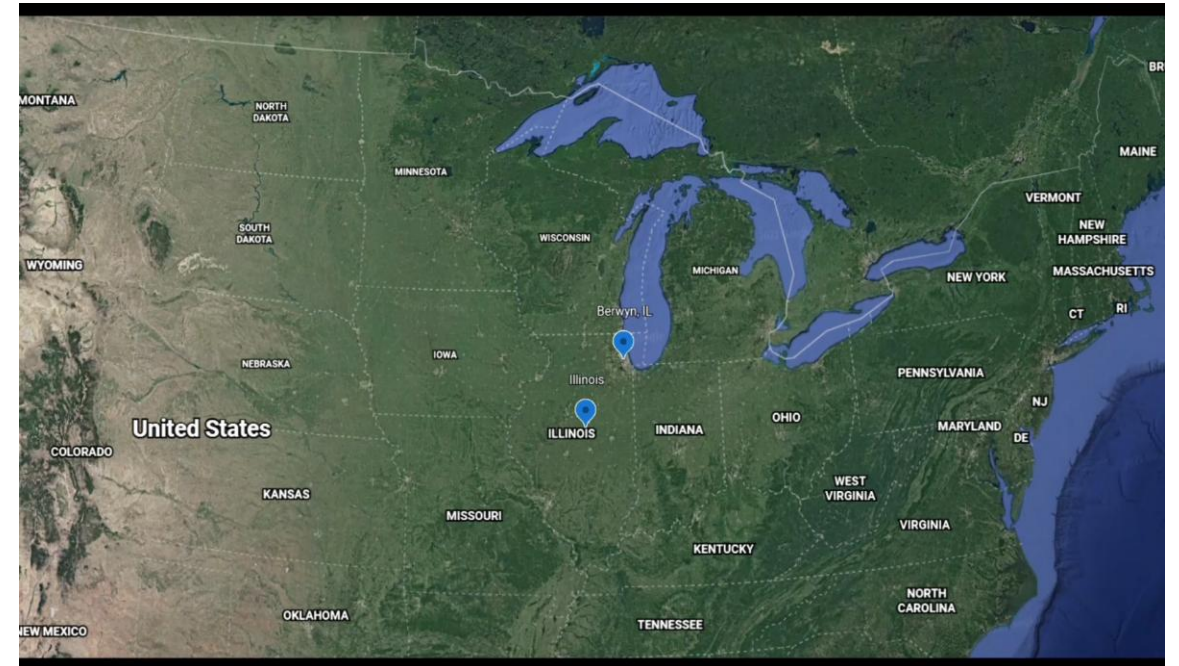 BR
MONTANA
NORTH
DAKOTA
MAINE
MINNESOTA
VERMONT
SOUTH
DAKOTA
WISCONSIN
NEW
HAMPSHIRE
WYOMING
MICHIGAN
NEW YORK
MASSACHUSETTS
Berwyn, IL
CT
RI
IOWA
NEBRASKA
PENNSYLVANIA
Illinois
NJ
United States
ILLINOIS
INDIANA
OHIO
MARYLAND
DE
COLORADO
WEST
VIRGINIA
KANSAS
MISSOURI
VIRGINIA
KENTUCKY
NORTH
CAROLINA
OKLAHOMA
TENNESSEE
NEW MEXICO